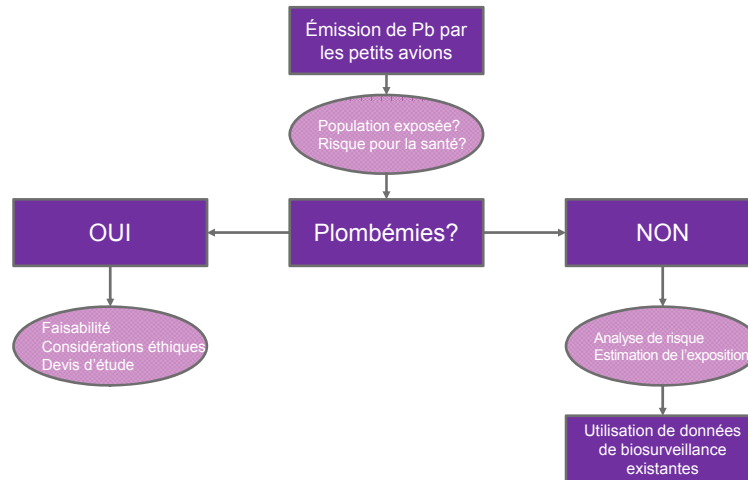 Émission de Pb par
les petits avions
Population exposée?
Risque pour la santé?
OUI
Plombémies?
NON
Faisabilité
Considérations éthiques
Devis d'étude
Analyse de risque
Estimation de l'exposition
Utilisation de données
de biosurveillance
existantes